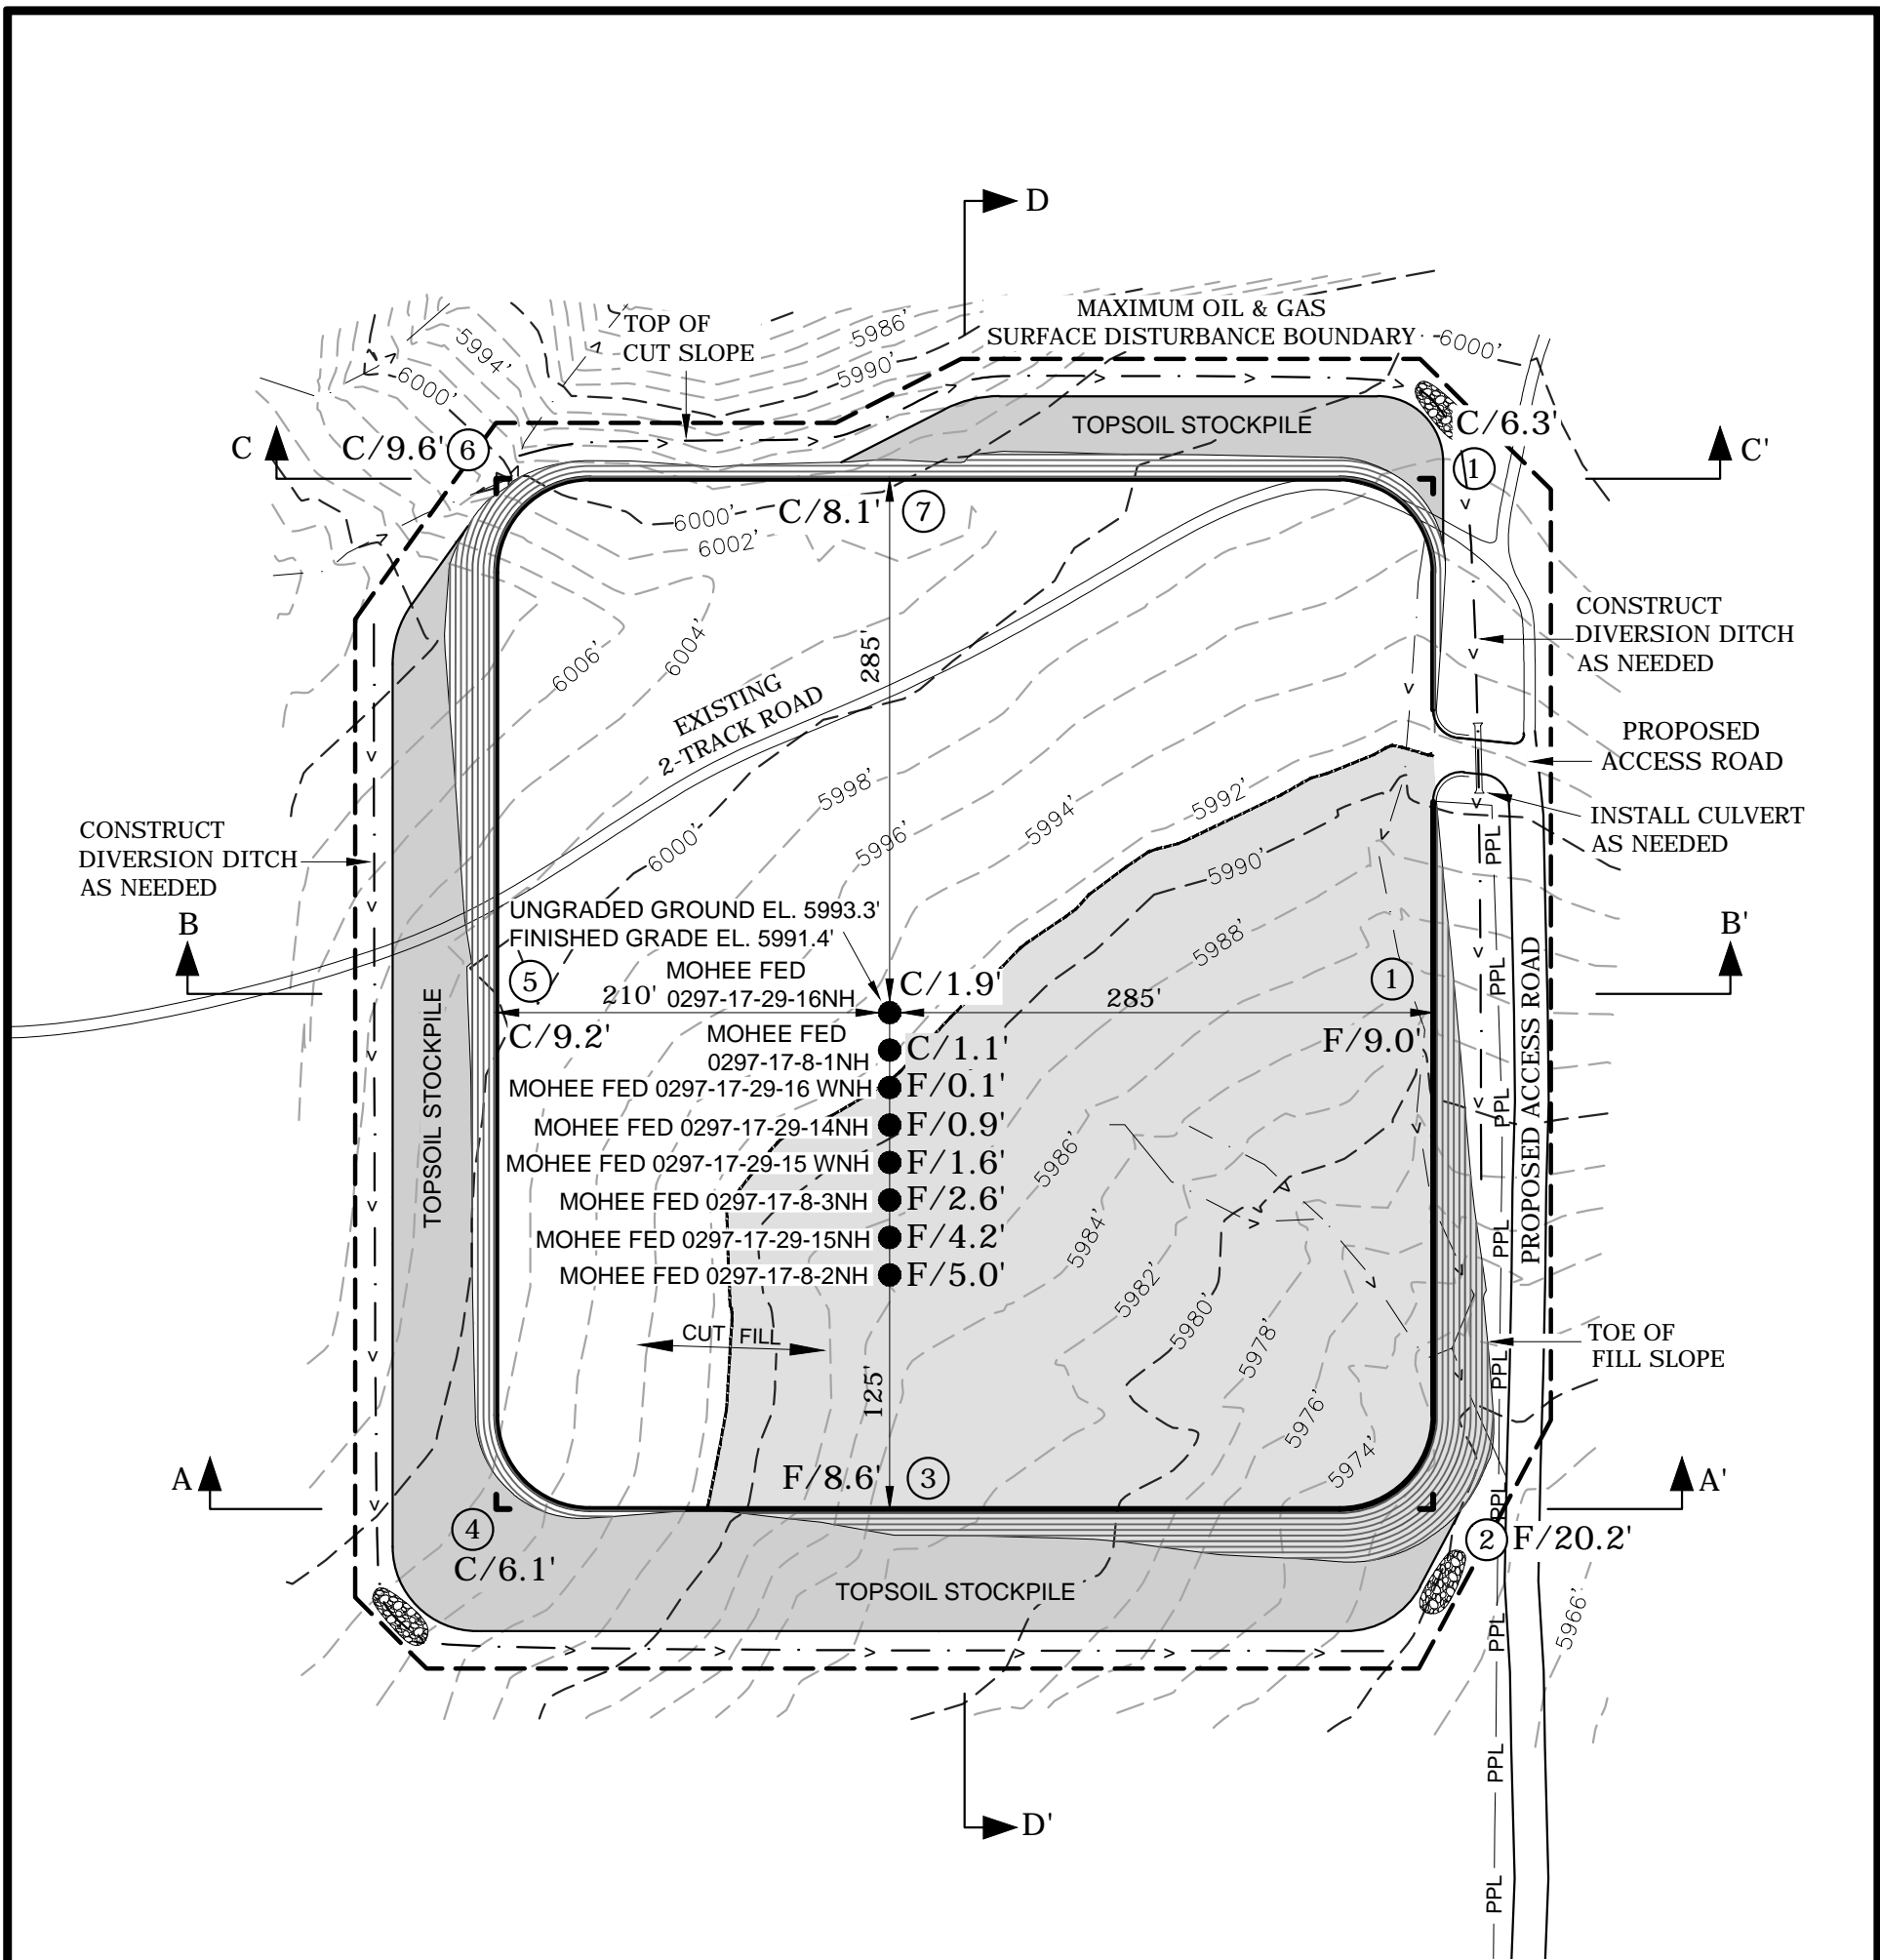 D
MAXIMUM OIL & GAS
SURFACE DISTURBANCE BOUNDARY
TOP OF
CUT SLOPE
5986'
5990'
5994'
6000'
6000'
C
C/9.6' 6
TOPSOIL STOCKPILE
C/6.3'
1
C'
C/8.1' 7
6000'
6002'
6006'
6004'
285'
EXISTING
2-TRACK ROAD
CONSTRUCT
DIVERSION DITCH
AS NEEDED
PROPOSED
ACCESS ROAD
INSTALL CULVERT
AS NEEDED
CONSTRUCT
DIVERSION DITCH
AS NEEDED
5998'
5996'
5994'
5992'
5990'
5988'
6000'
PPL
B
B'
UNGRADED GROUND EL. 5993.3'
FINISHED GRADE EL. 5991.4'
5
1
MOHEE FED
0297-17-29-16NH
C/1.9'
210'
285'
C/9.2'
F/9.0'
MOHEE FED
0297-17-8-1NH
C/1.1'
MOHEE FED 0297-17-29-16 WNH F/0.1'
MOHEE FED 0297-17-29-14NH F/0.9'
MOHEE FED 0297-17-29-15 WNH F/1.6'
MOHEE FED 0297-17-8-3NH F/2.6'
MOHEE FED 0297-17-29-15NH F/4.2'
MOHEE FED 0297-17-8-2NH F/5.0'
TOPSOIL STOCKPILE
PROPOSED ACCESS ROAD
PPL
PPL
PPL
PPL
5986'
5984'
5982'
5980'
5978'
5976'
5974'
CUT FILL
125'
TOE OF
FILL SLOPE
A
A'
F/8.6' 3
4
C/6.1'
PPL
2 F/20.2'
TOPSOIL STOCKPILE
5966'
PPL
PPL
PPL
D'